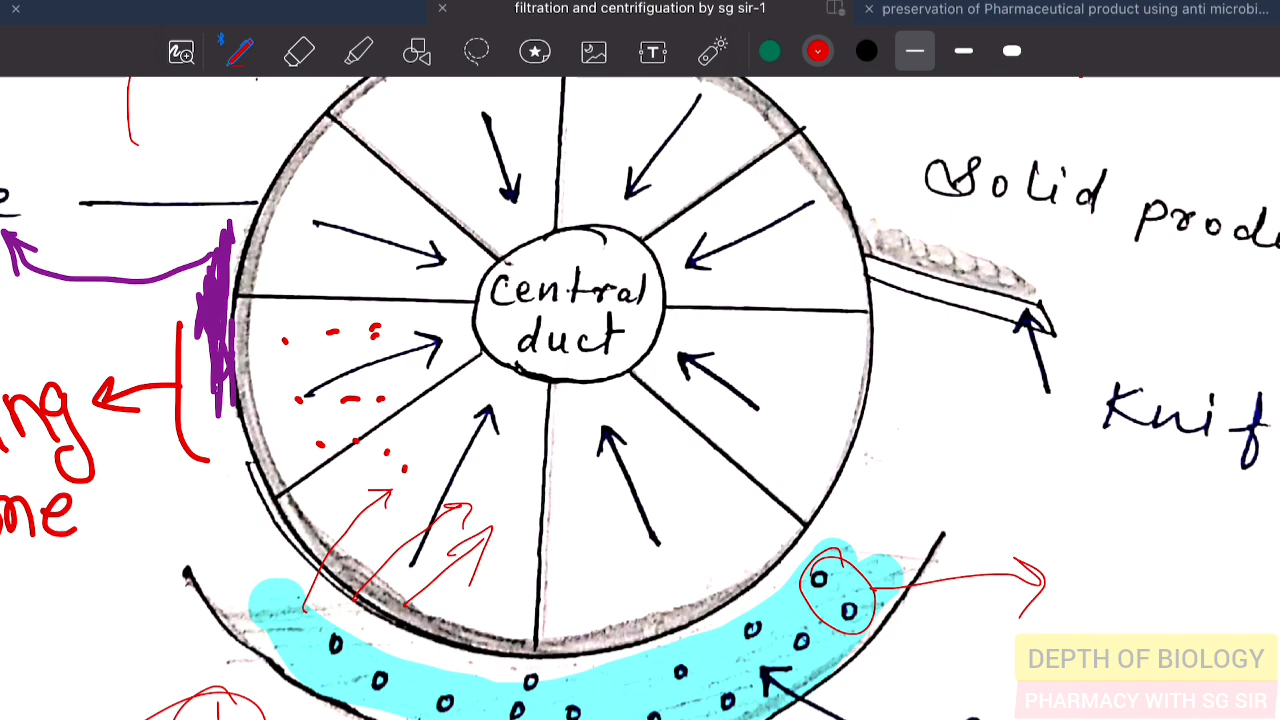 filtration and centrifiguation by sg sir-1
preservation of Pharmaceutical product using anti microbi...
T
Solid produ
e
Central
duct
Knif
ng
me
DEPTH OF BIOLOGY
PHARMACY WITH SG SIR